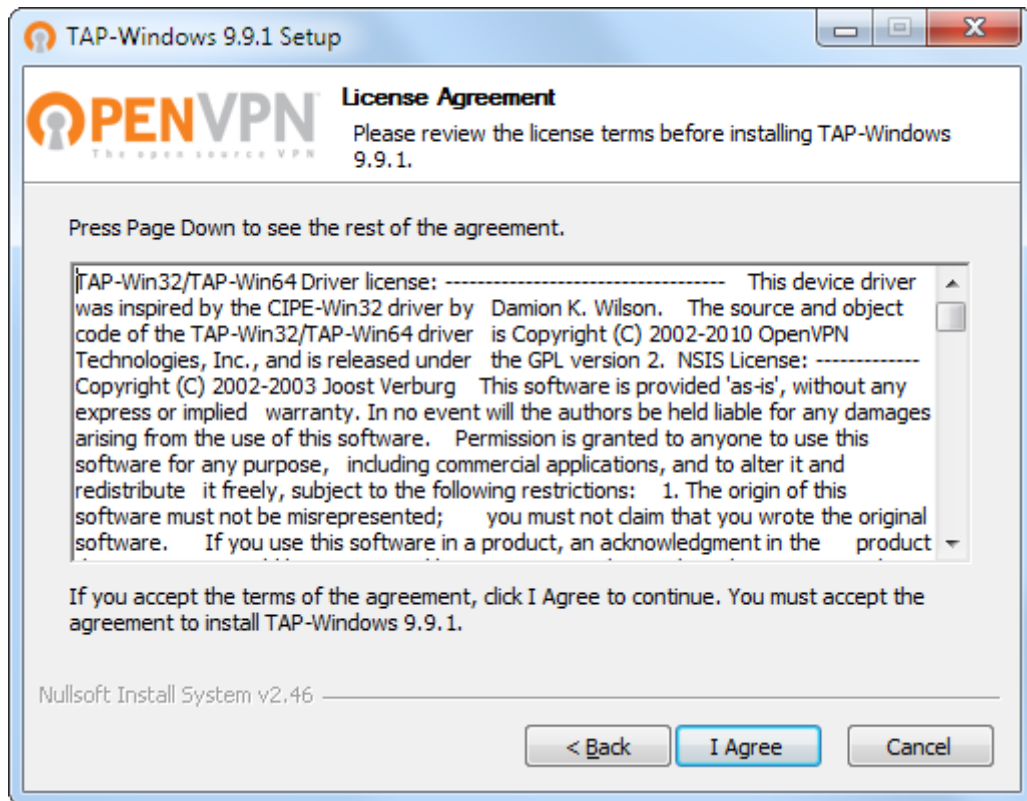 TAP-Windows 9.9.1 Setup
OPENVPN
The open source VPN
License Agreement
Please review the license terms before installing TAP-Windows
9.9.1.
Press Page Down to see the rest of the agreement.
TAP-Win32/TAP-Win64 Driver license: ----------------------------------- This device driver
was inspired by the CIPE-Win32 driver by Damion K. Wilson. The source and object
code of the TAP-Win32/TAP-Win64 driver is Copyright (C) 2002-2010 OpenVPN
Technologies, Inc., and is released under the GPL version 2. NSIS License: -------------
Copyright (C) 2002-2003 Joost Verburg This software is provided 'as-is', without any
express or implied warranty. In no event will the authors be held liable for any damages
arising from the use of this software. Permission is granted to anyone to use this
software for any purpose, including commercial applications, and to alter it and
redistribute it freely, subject to the following restrictions: 1. The origin of this
software must not be misrepresented; you must not claim that you wrote the original
software. If you use this software in a product, an acknowledgment in the product
If you accept the terms of the agreement, click I Agree to continue. You must accept the
agreement to install TAP-Windows 9.9.1.
Nullsoft Install System v2.46
< Back
I Agree
Cancel